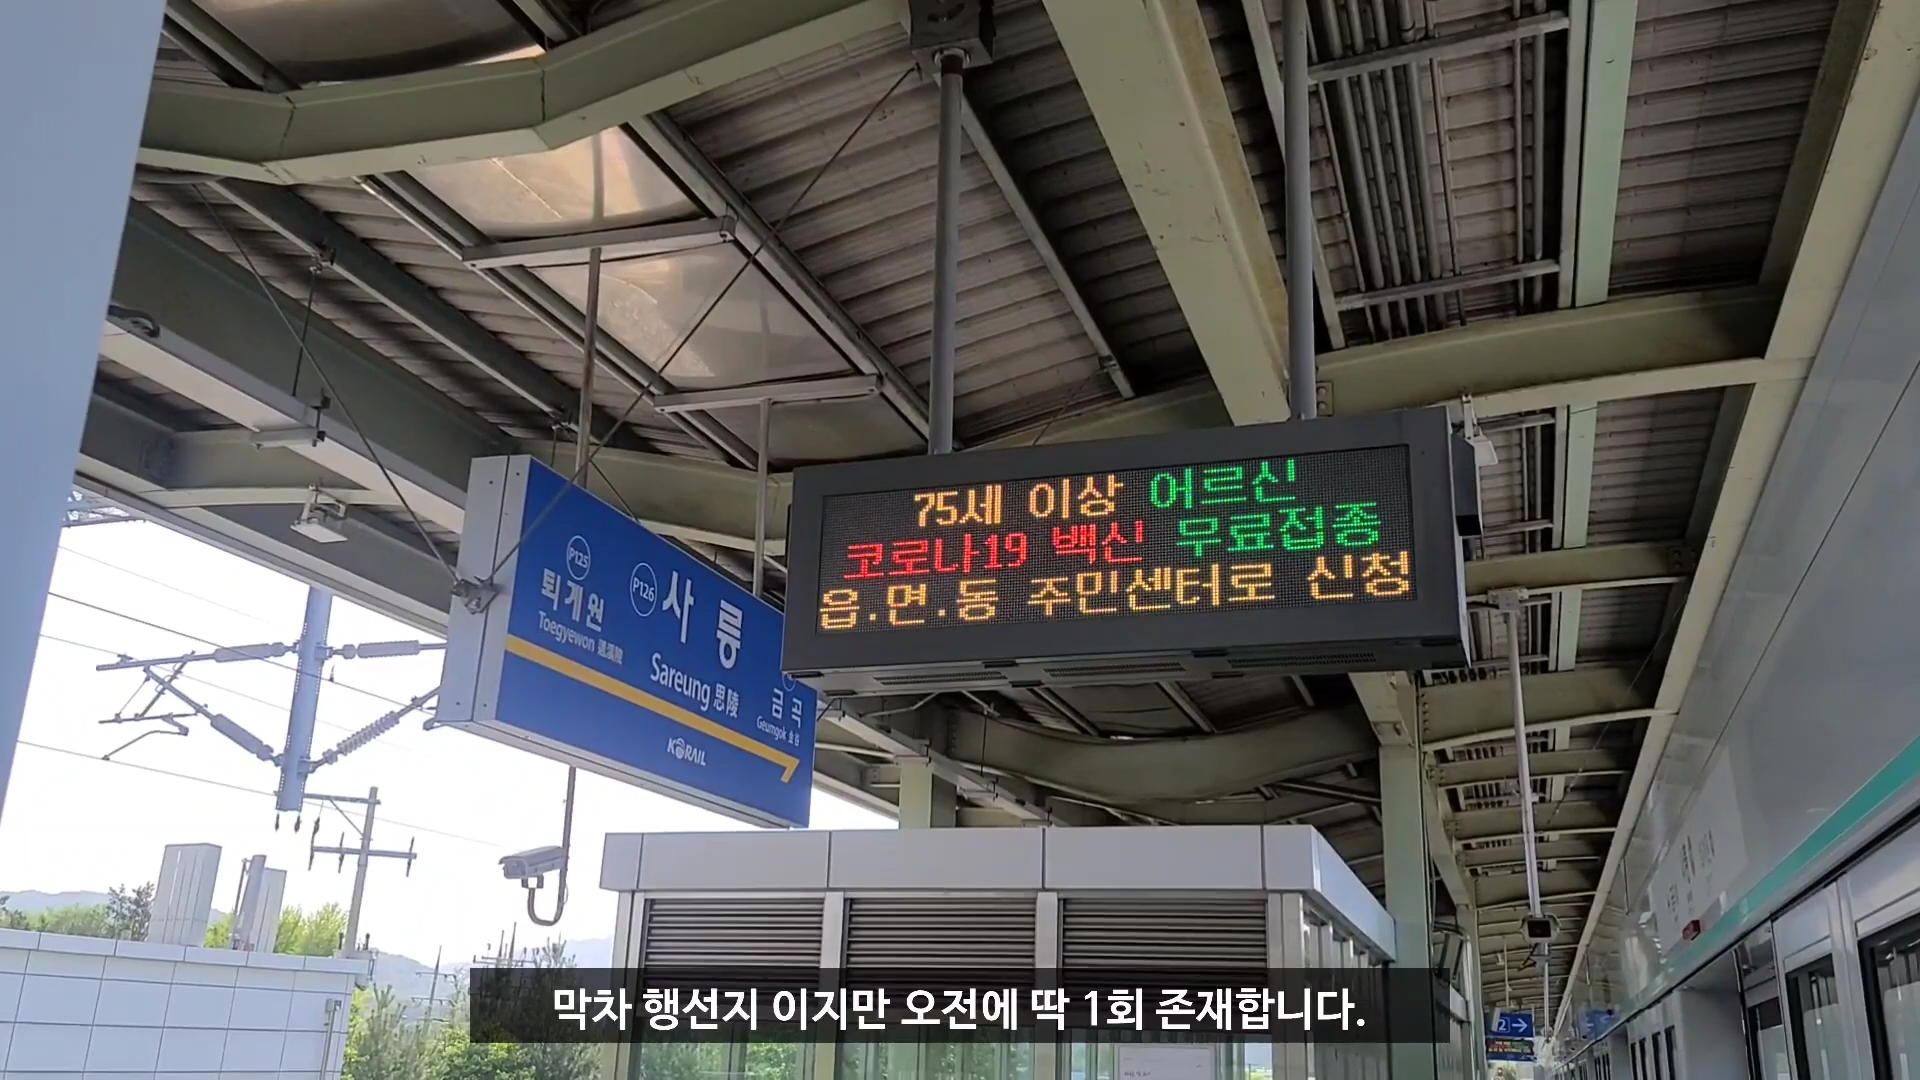 75세 이상 어르신
코로나19 백신 무료접종
읍.면.동 주민센터로 신청
P125
퇴계원
Toegyewon 退溪院
P126
사릉
Sareung 思陵
금곡
Geumgok 金谷
KORAIL
2 →
막차 행선지 이지만 오전에 딱 1회 존재합니다.